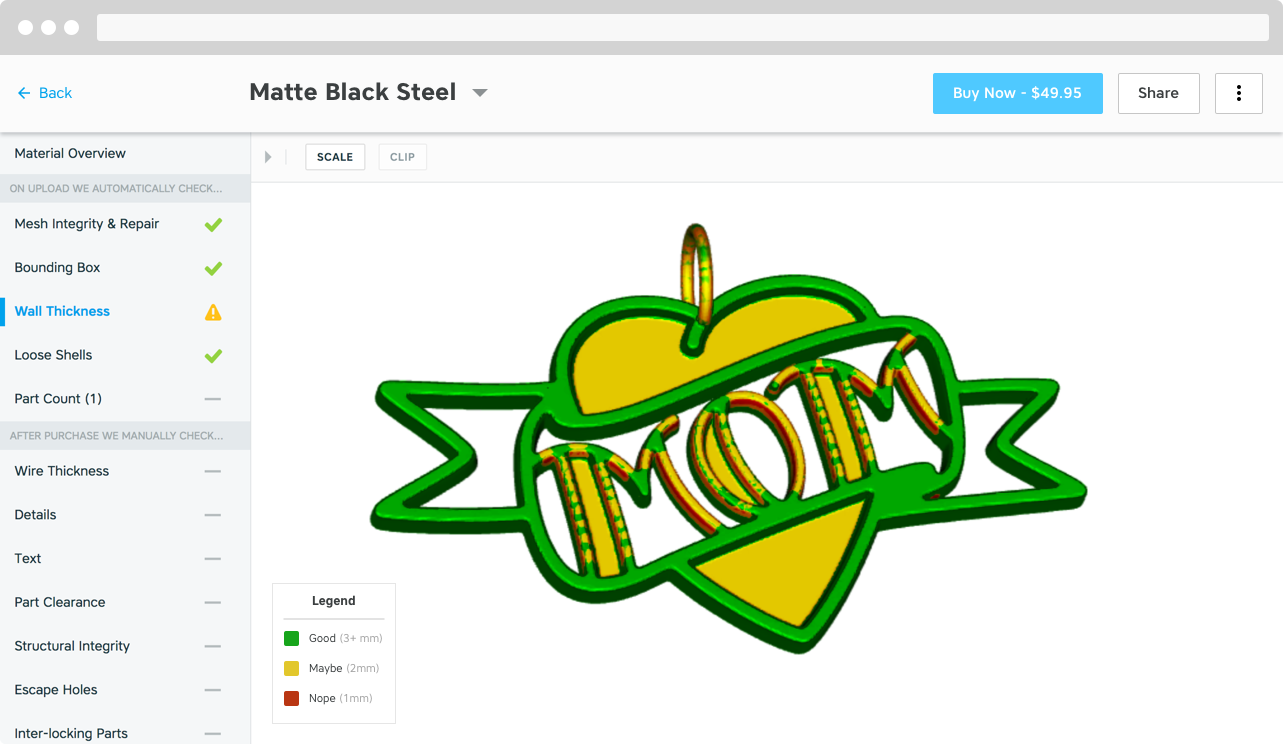 Back
Matte Black Steel
Buy Now - $49.95
Share
Material Overview
SCALE
CLIP
ON UPLOAD WE AUTOMATICALLY CHECK...
Mesh Integrity & Repair
Bounding Box
Wall Thickness
Loose Shells
Part Count (1)
AFTER PURCHASE WE MANUALLY CHECK...
Wire Thickness
Details
Text
Part Clearance
Structural Integrity
Escape Holes
Inter-locking Parts
MOM
Legend
Good (3+ mm)
Maybe (2mm)
Nope (1mm)